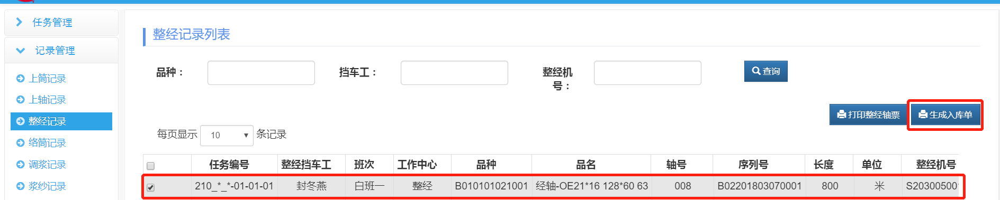 任务管理
记录管理
上筒记录
上轴记录
整经记录
络筒记录
调浆记录
浆纱记录
整经记录列表
品种：
挡车工：
整经机
号：
查询
打印整经轴票 生成入库单
每页显示 10 条记录
任务编号 整经挡车工 班次 工作中心 品种 品名 轴号 序列号 长度 单位 整经机号
210_*_*-01-01-01 封冬燕 白班一 整经 B010101021001 经轴-OE21*16 128*60 63 008 B02201803070001 800 米 S20300500